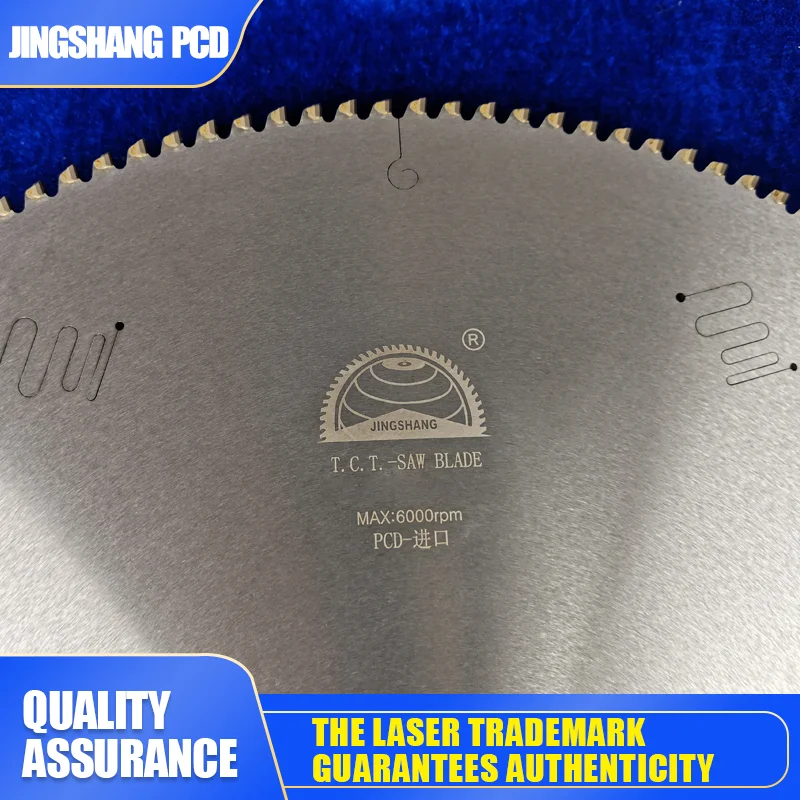 JINGSHANG PCD
®
JINGSHANG
T.C.T.-SAW BLADE
MAX:6000rpm
PCD-进口
QUALITY
ASSURANCE
THE LASER TRADEMARK
GUARANTEES AUTHENTICITY